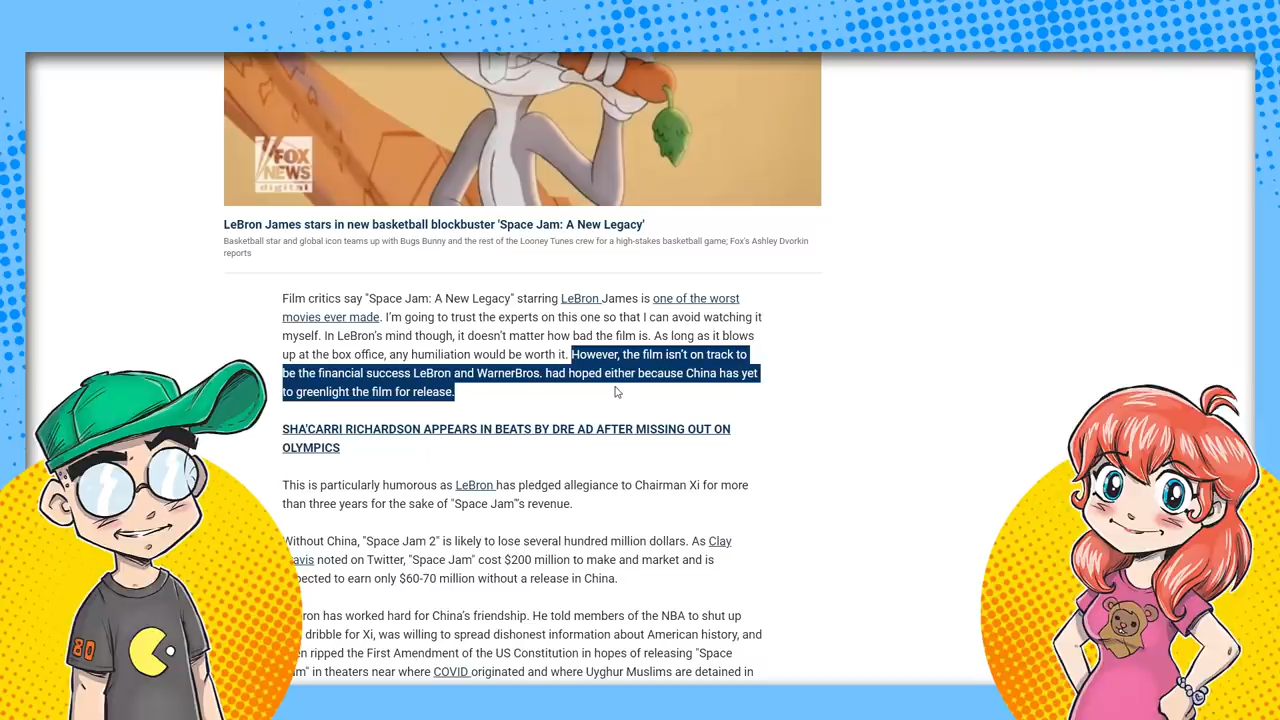 FOX
NEWS
digital
LeBron James stars in new basketball blockbuster 'Space Jam: A New Legacy'
Basketball star and global icon teams up with Bugs Bunny and the rest of the Looney Tunes crew for a high-stakes basketball game; Fox's Ashley Dvorkin
reports
Film critics say "Space Jam: A New Legacy" starring LeBron James is one of the worst
movies ever made. I’m going to trust the experts on this one so that I can avoid watching it
myself. In LeBron’s mind though, it doesn’t matter how bad the film is. As long as it blows
up at the box office, any humiliation would be worth it. However, the film isn’t on track to
be the financial success LeBron and WarnerBros. had hoped either because China has yet
to greenlight the film for release.
SHA'CARRI RICHARDSON APPEARS IN BEATS BY DRE AD AFTER MISSING OUT ON
OLYMPICS
This is particularly humorous as LeBron has pledged allegiance to Chairman Xi for more
than three years for the sake of "Space Jam"’s revenue.
Without China, "Space Jam 2" is likely to lose several hundred million dollars. As Clay
noted on Twitter, "Space Jam" cost $200 million to make and market and is
to earn only $60-70 million without a release in China.
has worked hard for China’s friendship. He told members of the NBA to shut up
dribble for Xi, was willing to spread dishonest information about American history, and
ripped the First Amendment of the US Constitution in hopes of releasing "Space
in theaters near where COVID originated and where Uyghur Muslims are detained in
80